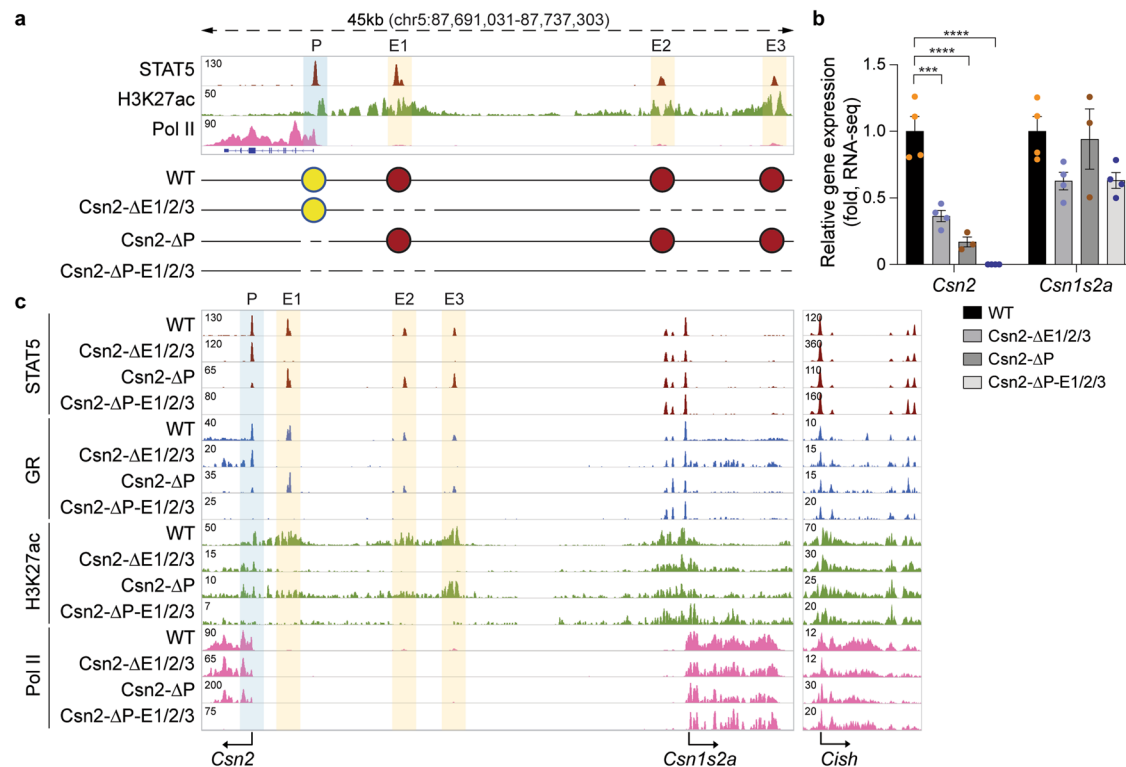 a
45kb (chr5:87,691,031-87,737,303)
P E1 E2 E3
STAT5 130
H3K27ac 50
Pol II 90
WT
Csn2-ΔE1/2/3
Csn2-ΔP
Csn2-ΔP-E1/2/3
b
****
****
***
Relative gene expression
(fold, RNA-seq)
1.5
1.0
0.5
0
Csn2 Csn1s2a
WT
Csn2-ΔE1/2/3
Csn2-ΔP
Csn2-ΔP-E1/2/3
c
P E1 E2 E3
STAT5
WT 130 120
Csn2-ΔE1/2/3 120 360
Csn2-ΔP 65 110
Csn2-ΔP-E1/2/3 80 160
GR
WT 40 10
Csn2-ΔE1/2/3 20 15
Csn2-ΔP 35 15
Csn2-ΔP-E1/2/3 25 20
H3K27ac
WT 50 70
Csn2-ΔE1/2/3 15 30
Csn2-ΔP 10 25
Csn2-ΔP-E1/2/3 7 20
Pol II
WT 90 12
Csn2-ΔE1/2/3 65 12
Csn2-ΔP 200 30
Csn2-ΔP-E1/2/3 75 20
Csn2 Csn1s2a Cish